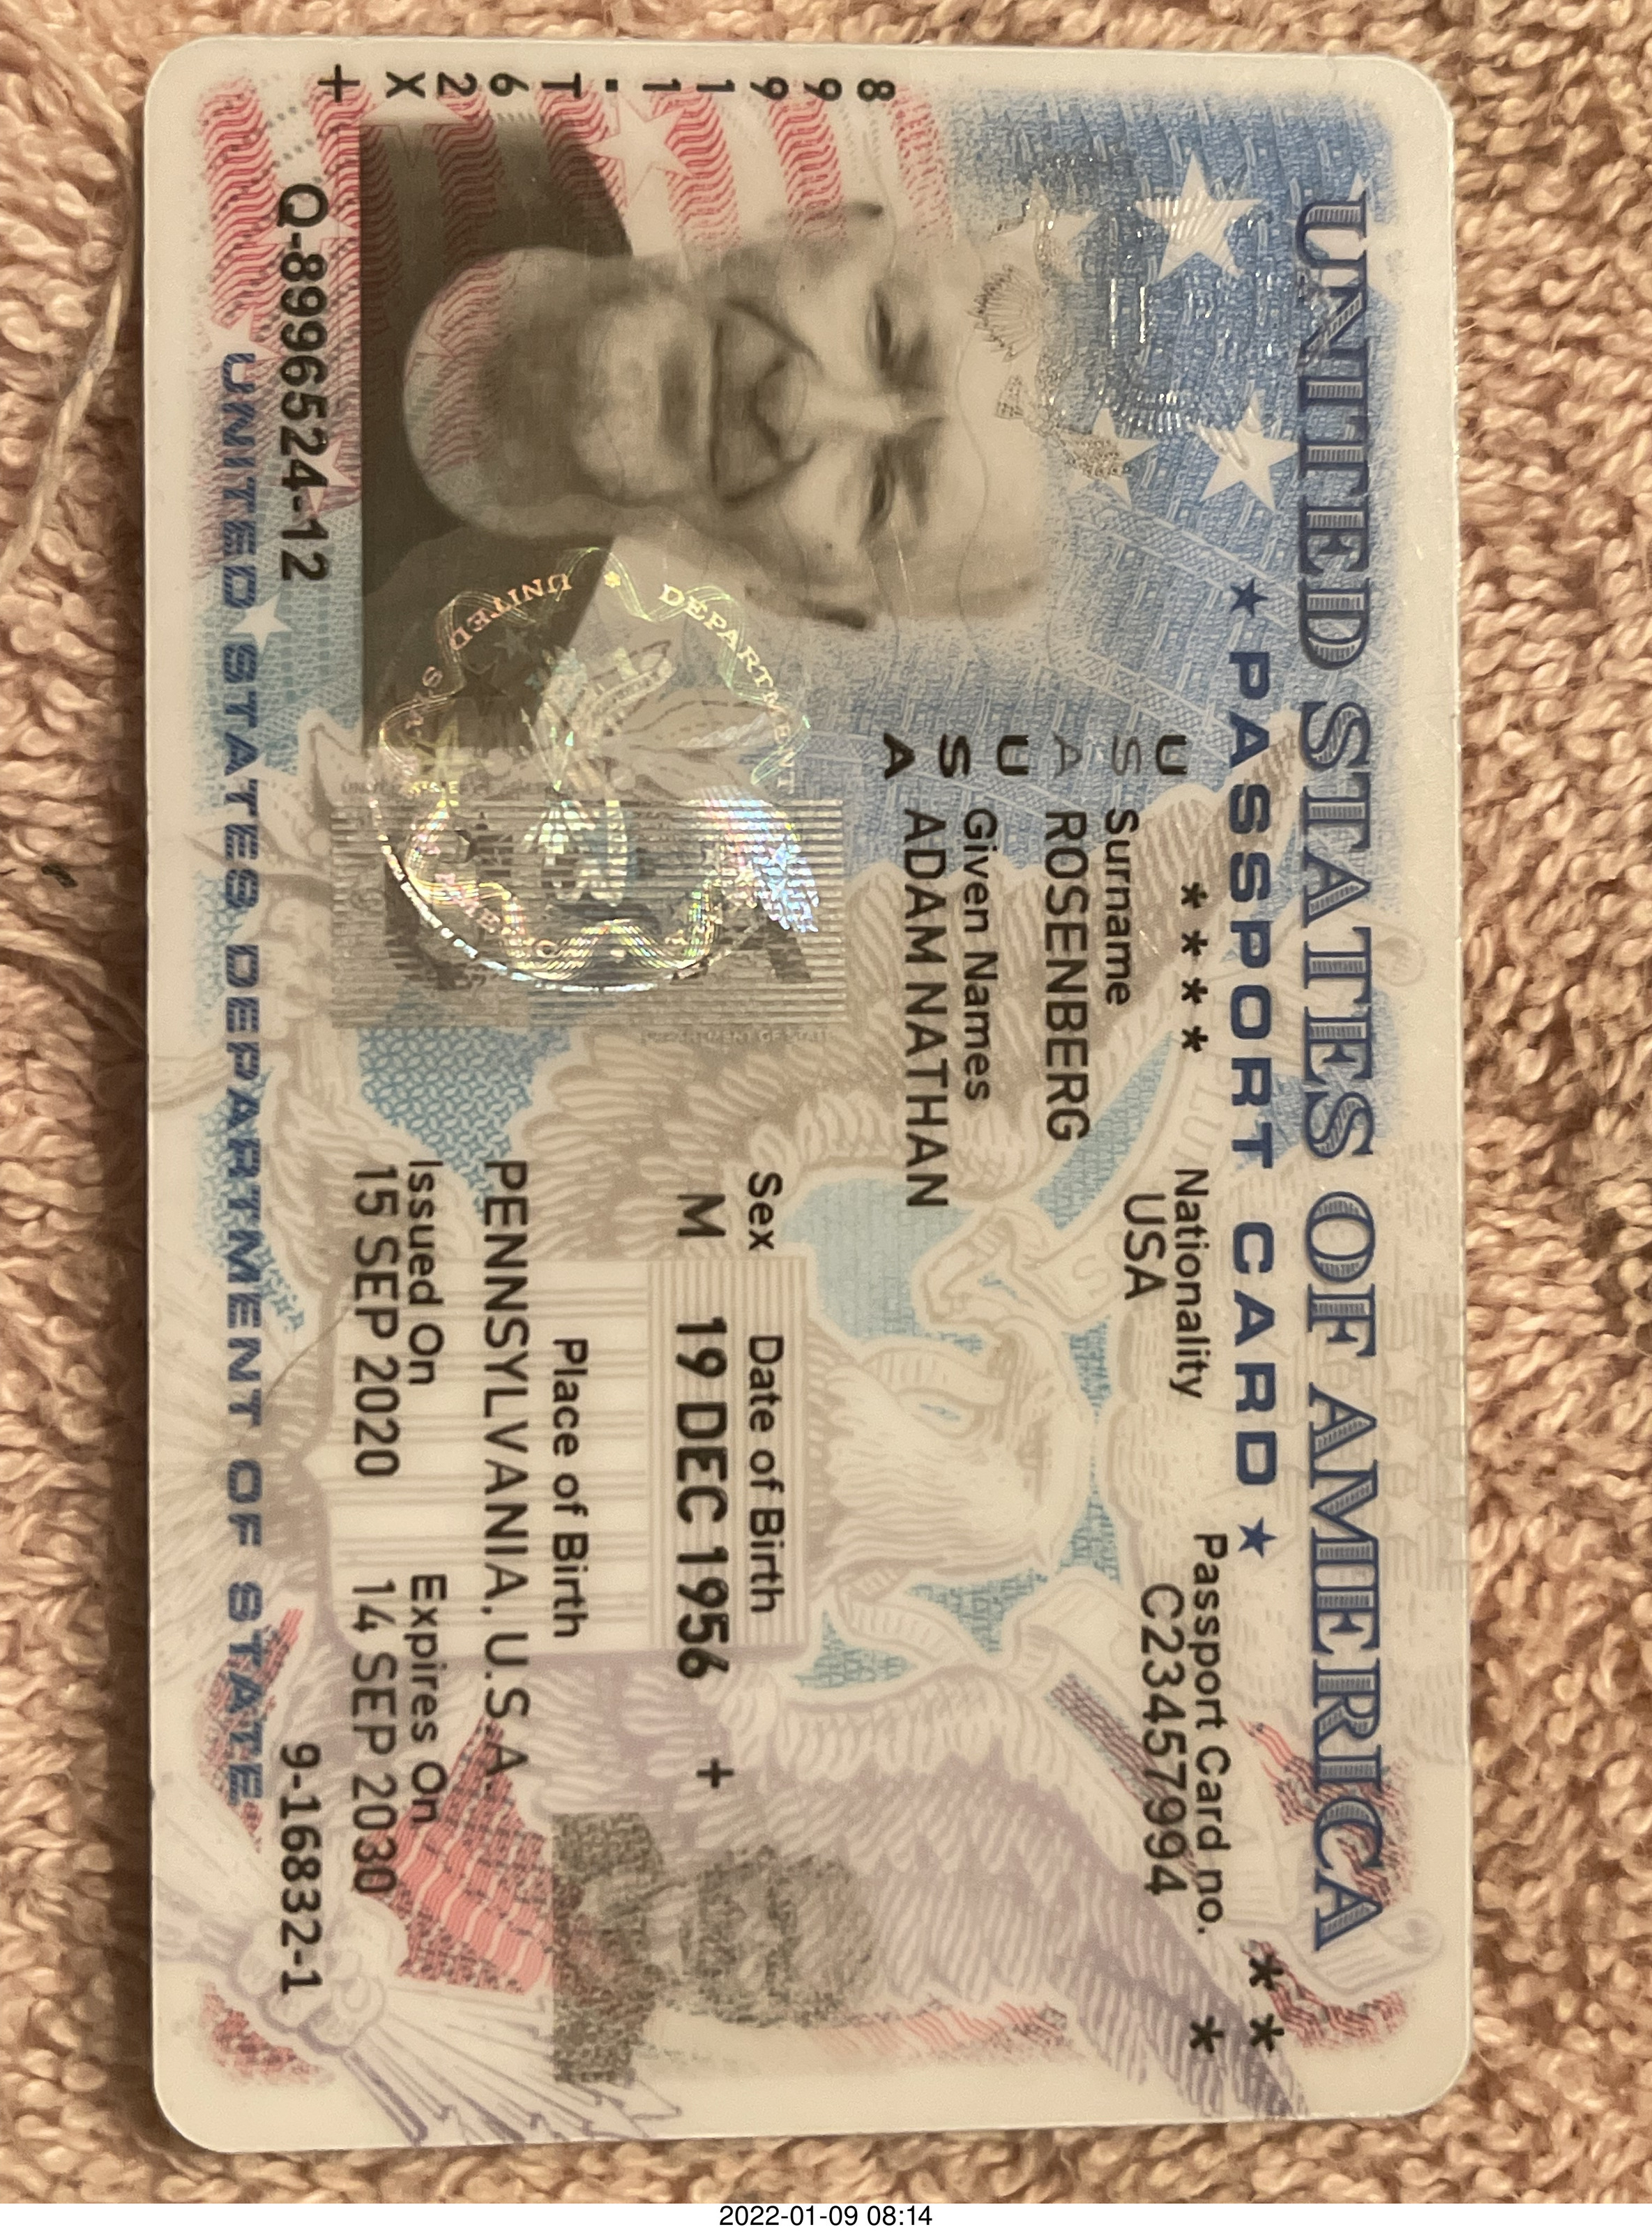 UNITED STATES OF AMERICA
★ PASSPORT CARD ★
Nationality
Passport Card no.
U
* * * *
USA
C23457994
* *
*
S
Surname
A
ROSENBERG
U
Given Names
S
ADAM NATHAN
A
8
9
9
1
1
T
6
2
X
+
Sex
Date of Birth
M
19 DEC 1956
+
Place of Birth
PENNSYLVANIA, U.S.A.
Issued On
Expires On
15 SEP 2020
14 SEP 2030
Q-8996524-12
9-16832-1
UNITED STATES DEPARTMENT OF STATE
2022-01-09 08:14